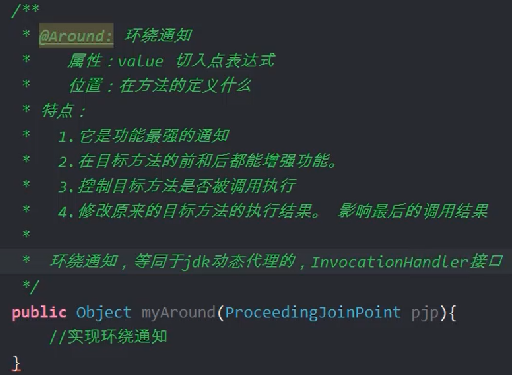 /**
 * @Around: 环绕通知
 *    属性：value 切入点表达式
 *    位置：在方法的定义什么
 * 特点：
 *   1.它是功能最强的通知
 *   2.在目标方法的前和后都能增强功能。
 *   3.控制目标方法是否被调用执行
 *   4.修改原来的目标方法的执行结果。 影响最后的调用结果
 *
 *  环绕通知，等同于jdk动态代理的，InvocationHandler接口
 */
public Object myAround(ProceedingJoinPoint pjp){
    //实现环绕通知
}